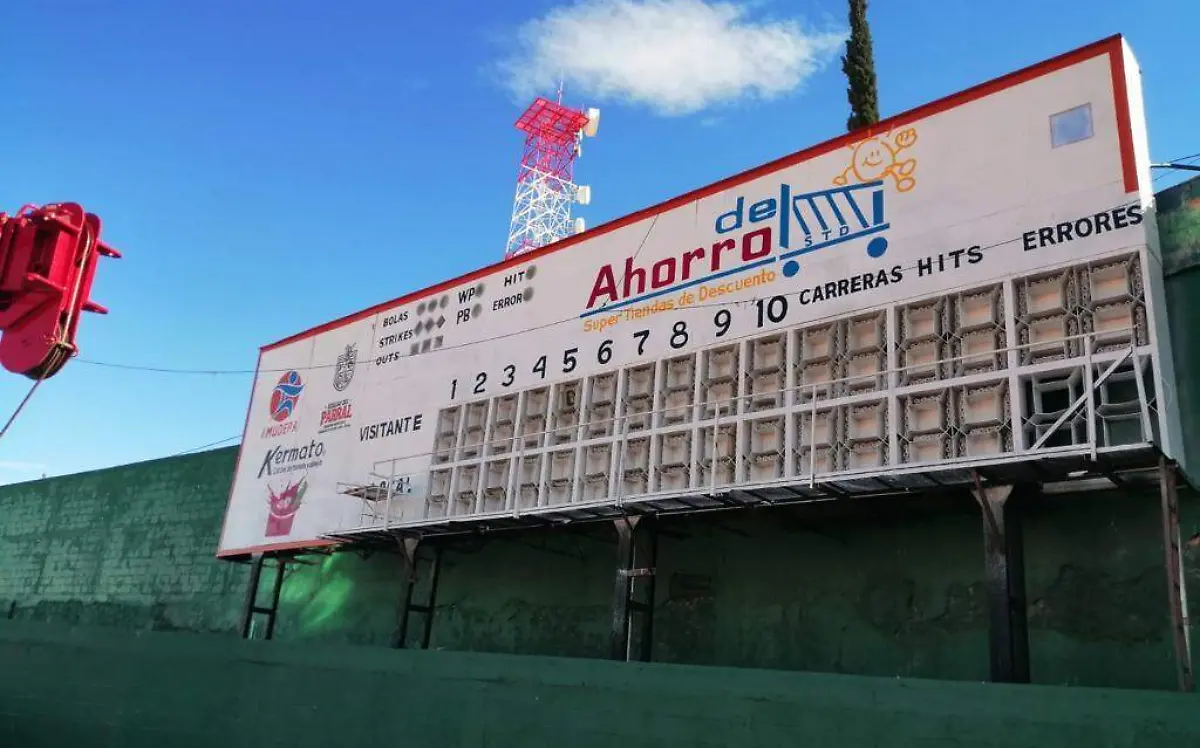 del
Ahorro
STD
Super Tiendas de Descuento
BOLAS
STRIKES
OUTS
WP
PB
HIT
ERROR
1 2 3 4 5 6 7 8 9 10 CARRERAS HITS ERRORES
VISITANTE
IMUDEPA
PARRAL
Kermato